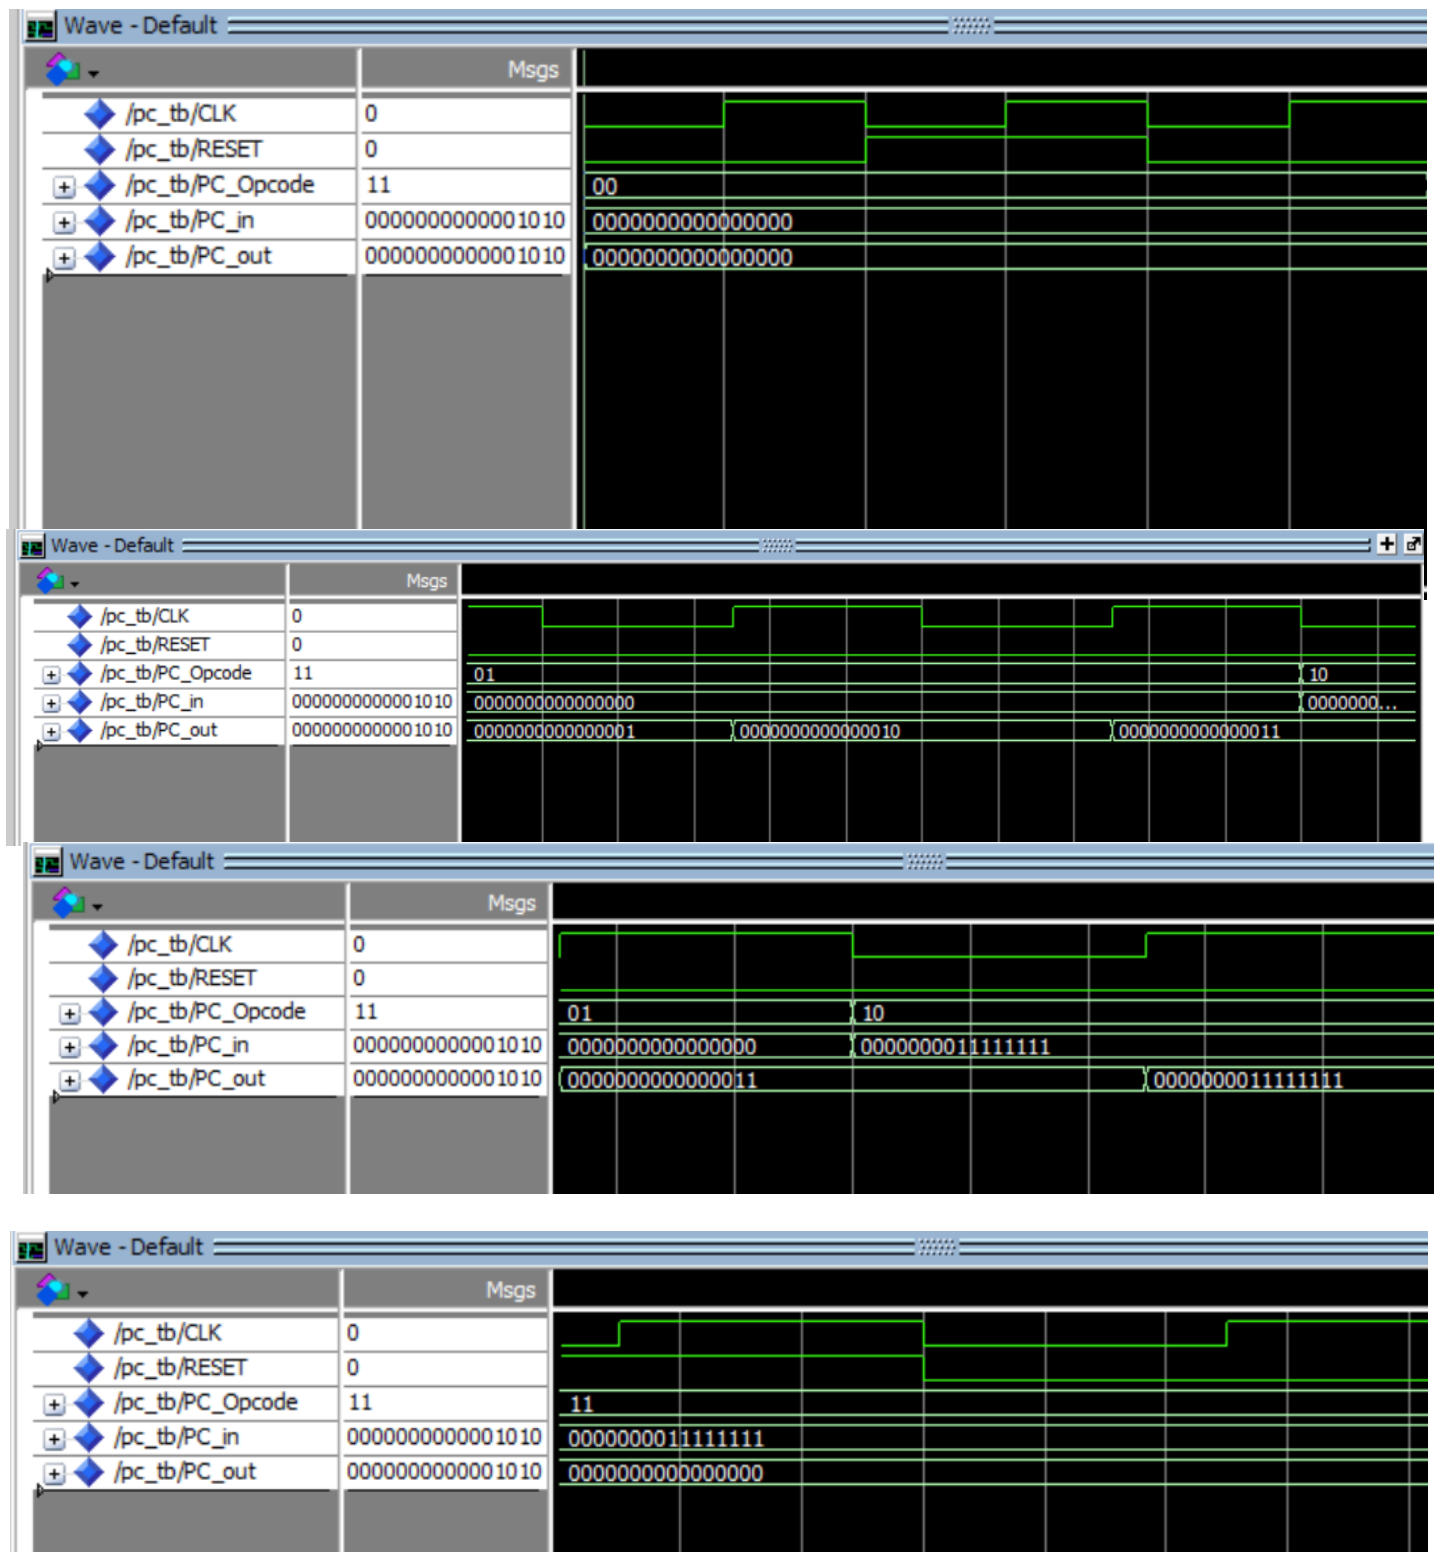 Wave - Default
Msgs
/pc_tb/CLK 0
/pc_tb/RESET 0
/pc_tb/PC_Opcode 11 00
/pc_tb/PC_in 0000000000001010 0000000000000000
/pc_tb/PC_out 0000000000001010 0000000000000000
Wave - Default
Msgs
/pc_tb/CLK 0
/pc_tb/RESET 0
/pc_tb/PC_Opcode 11 01 10
/pc_tb/PC_in 0000000000001010 0000000000000000 0000000...
/pc_tb/PC_out 0000000000001010 0000000000000001 0000000000000010 0000000000000011
Wave - Default
Msgs
/pc_tb/CLK 0
/pc_tb/RESET 0
/pc_tb/PC_Opcode 11 01 10
/pc_tb/PC_in 0000000000001010 0000000000000000 0000000011111111
/pc_tb/PC_out 0000000000001010 0000000000000011 0000000011111111
Wave - Default
Msgs
/pc_tb/CLK 0
/pc_tb/RESET 0
/pc_tb/PC_Opcode 11 11
/pc_tb/PC_in 0000000000001010 0000000011111111
/pc_tb/PC_out 0000000000001010 0000000000000000